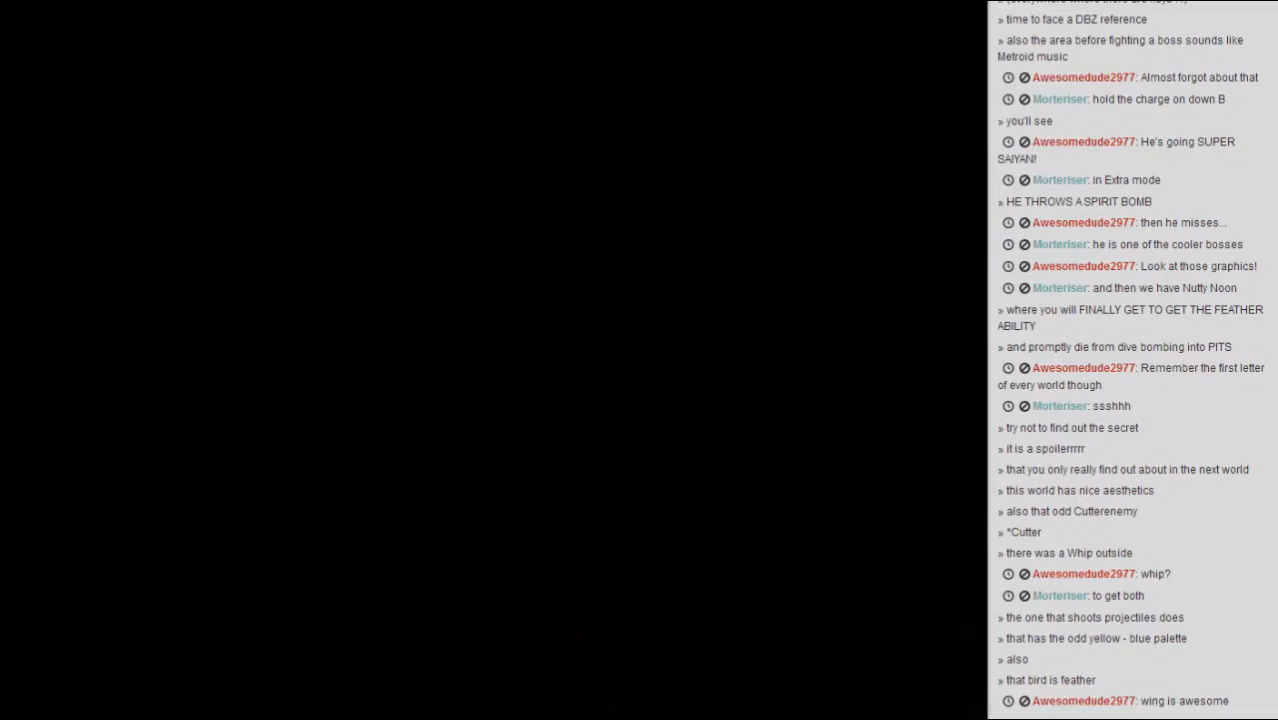 » time to face a DBZ reference
» also the area before fighting a boss sounds like
Metroid music
Awesomedude2977: Almost forgot about that
Morteriser: hold the charge on down B
» you'll see
Awesomedude2977: He's going SUPER
SAIYAN!
Morteriser: in Extra mode
» HE THROWS A SPIRIT BOMB
Awesomedude2977: then he misses...
Morteriser: he is one of the cooler bosses
Awesomedude2977: Look at those graphics!
Morteriser: and then we have Nutty Noon
» where you will FINALLY GET TO GET THE FEATHER
ABILITY
» and promptly die from dive bombing into PITS
Awesomedude2977: Remember the first letter
of every world though
Morteriser: ssshhh
» try not to find out the secret
» it is a spoilerrrrr
» that you only really find out about in the next world
» this world has nice aesthetics
» also that odd Cutterenemy
» *Cutter
» there was a Whip outside
Awesomedude2977: whip?
Morteriser: to get both
» the one that shoots projectiles does
» that has the odd yellow - blue palette
» also
» that bird is feather
Awesomedude2977: wing is awesome